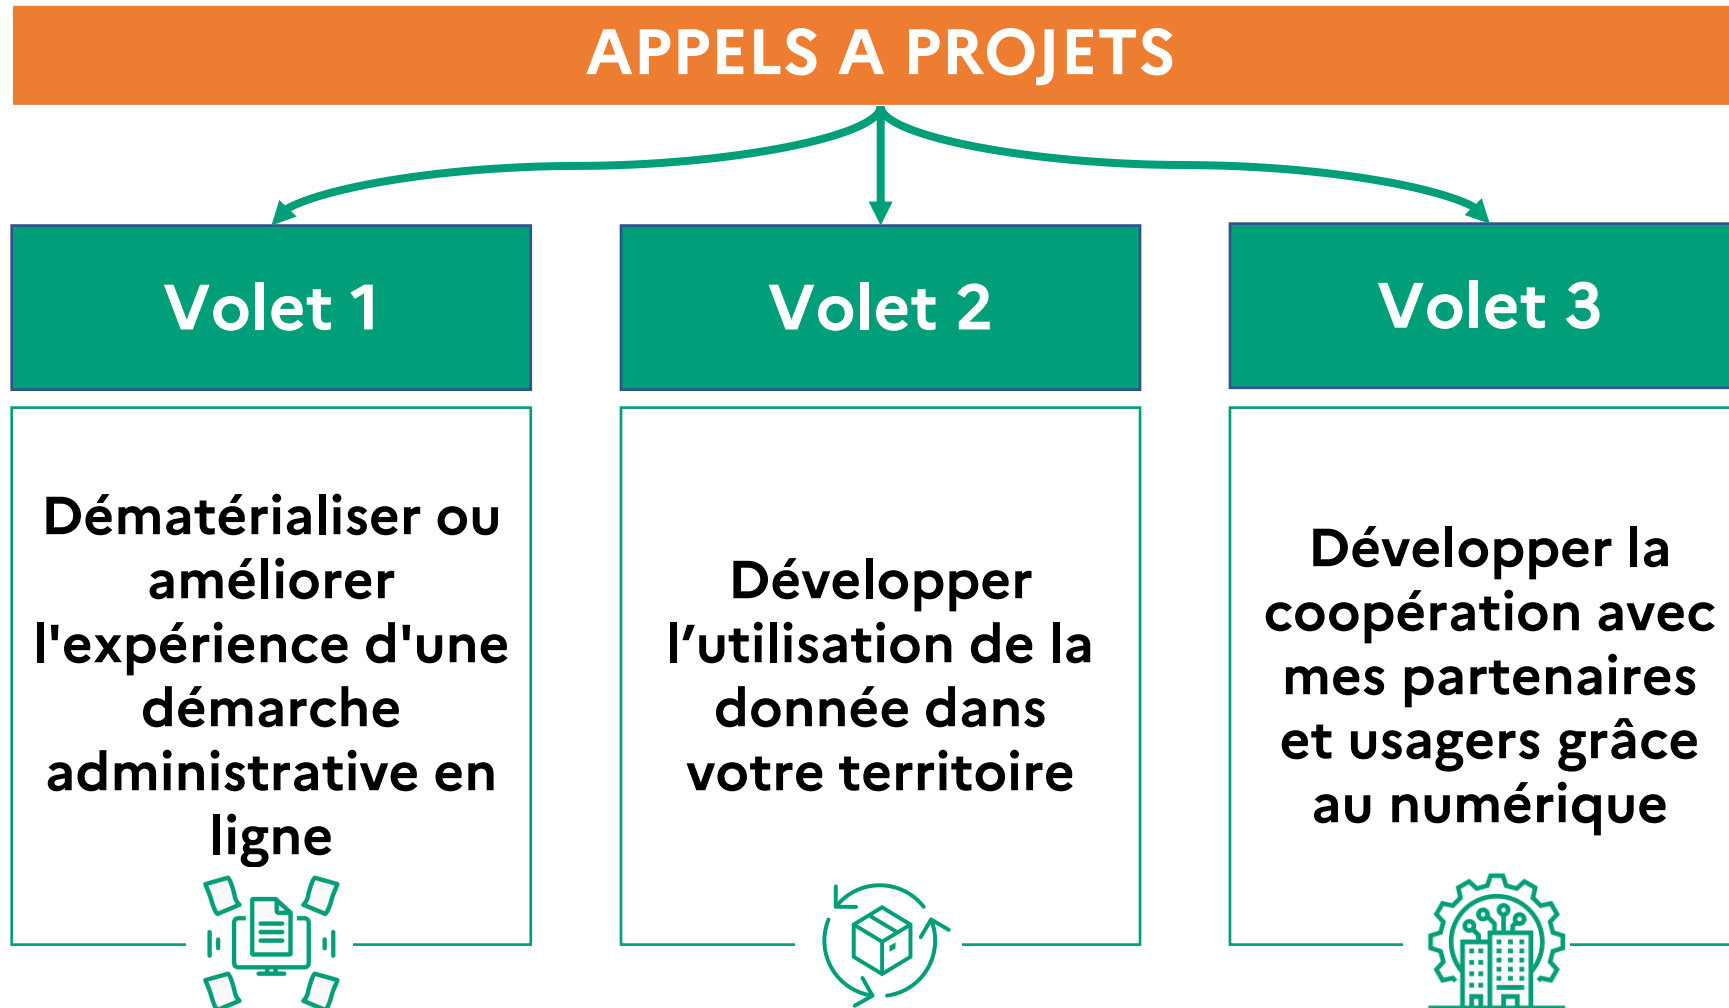 APPELS A PROJETS
Volet 1
Volet 2
Volet 3
Dématérialiser ou
améliorer
l'expérience d'une
démarche
administrative en
ligne
Développer
l’utilisation de la
donnée dans
votre territoire
Développer la
coopération avec
mes partenaires
et usagers grâce
au numérique